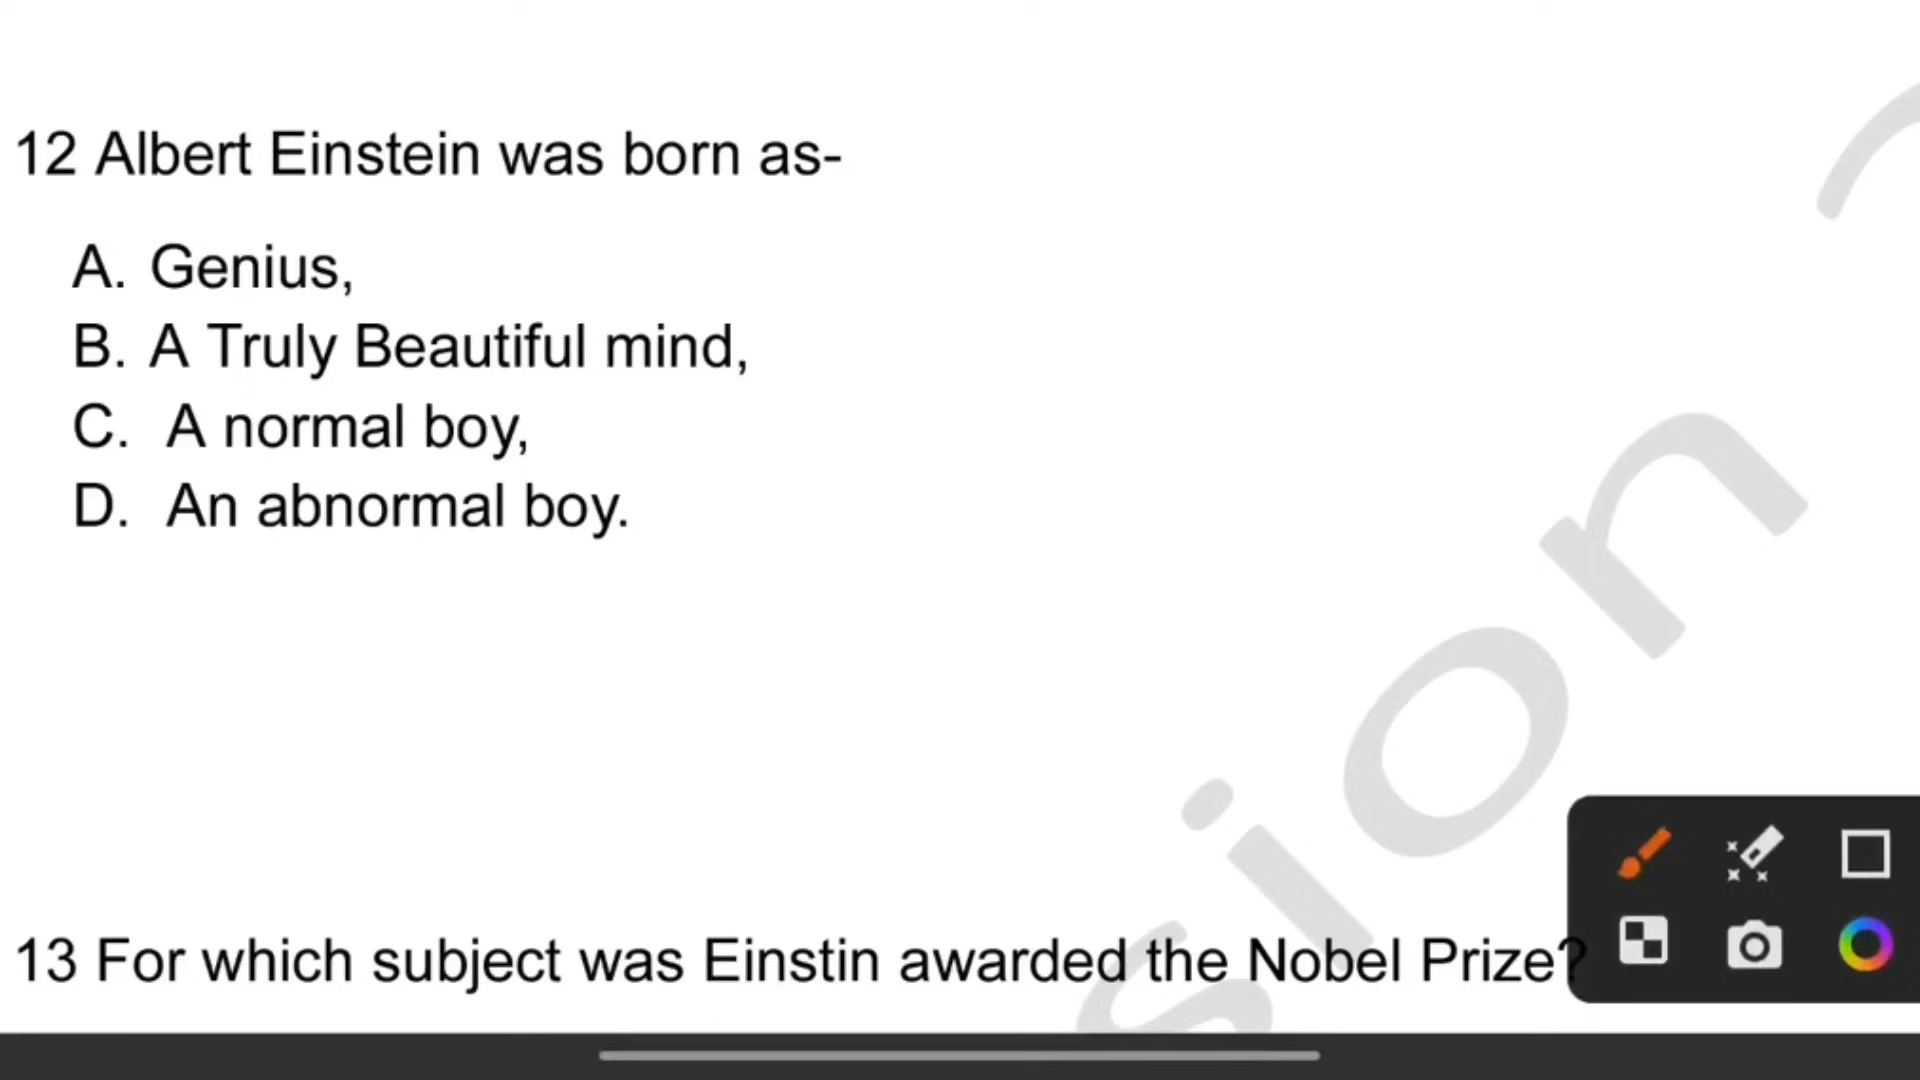 12 Albert Einstein was born as-
A. Genius,
B. A Truly Beautiful mind,
C. A normal boy,
D. An abnormal boy.
sion
13 For which subject was Einstin awarded the Nobel Prize?